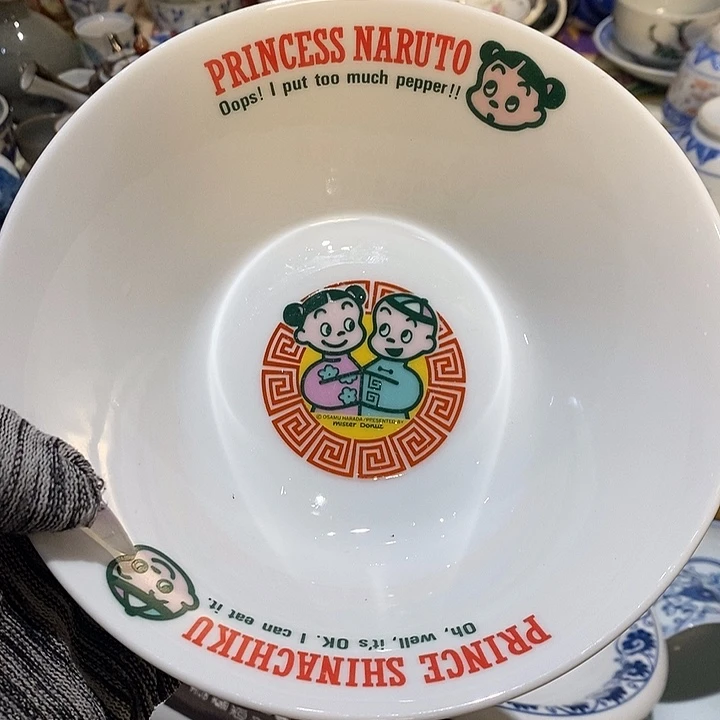 PRINCESS NARUTO
Oops! I put too much pepper!!
© OSAMU HARADA/PRESENTED BY
mister Donut
PRINCE SHINACHIKU
Oh, well, it's OK. I can eat it.